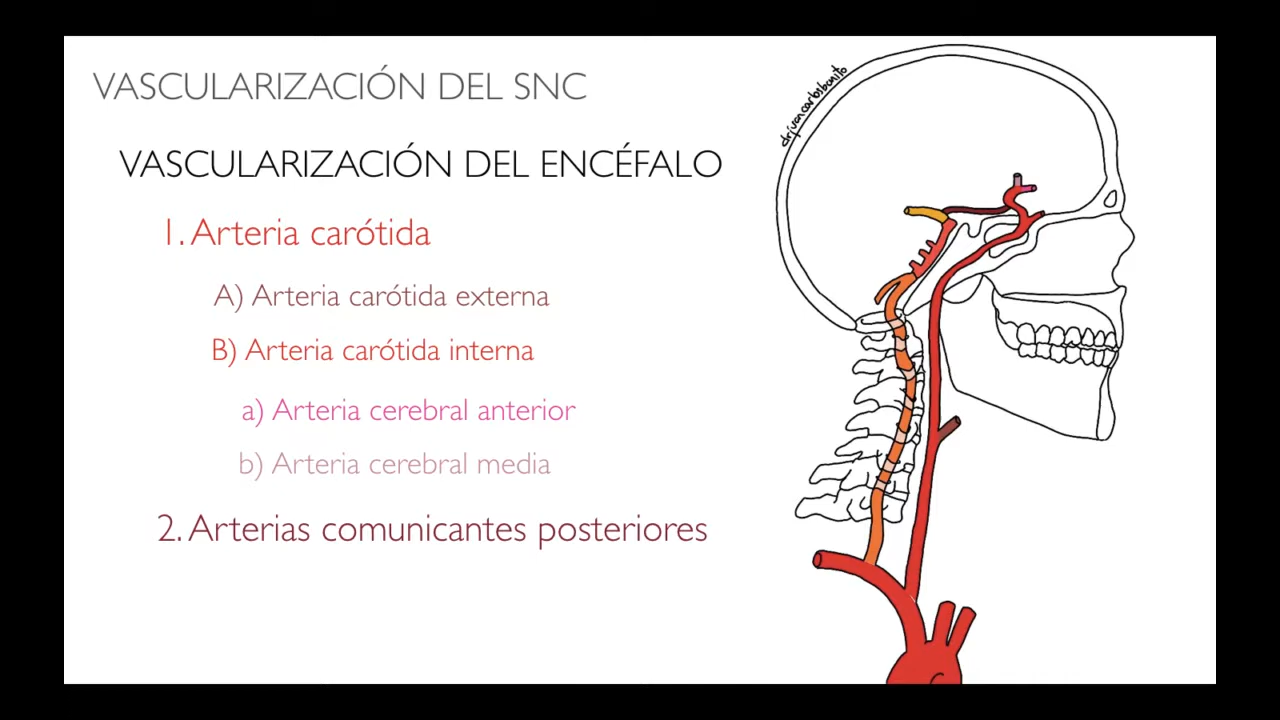 VASCULARIZACIÓN DEL SNC
VASCULARIZACIÓN DEL ENCÉFALO
1. Arteria carótida
A) Arteria carótida externa
B) Arteria carótida interna
a) Arteria cerebral anterior
b) Arteria cerebral media
2. Arterias comunicantes posteriores
drivancarlosbonito